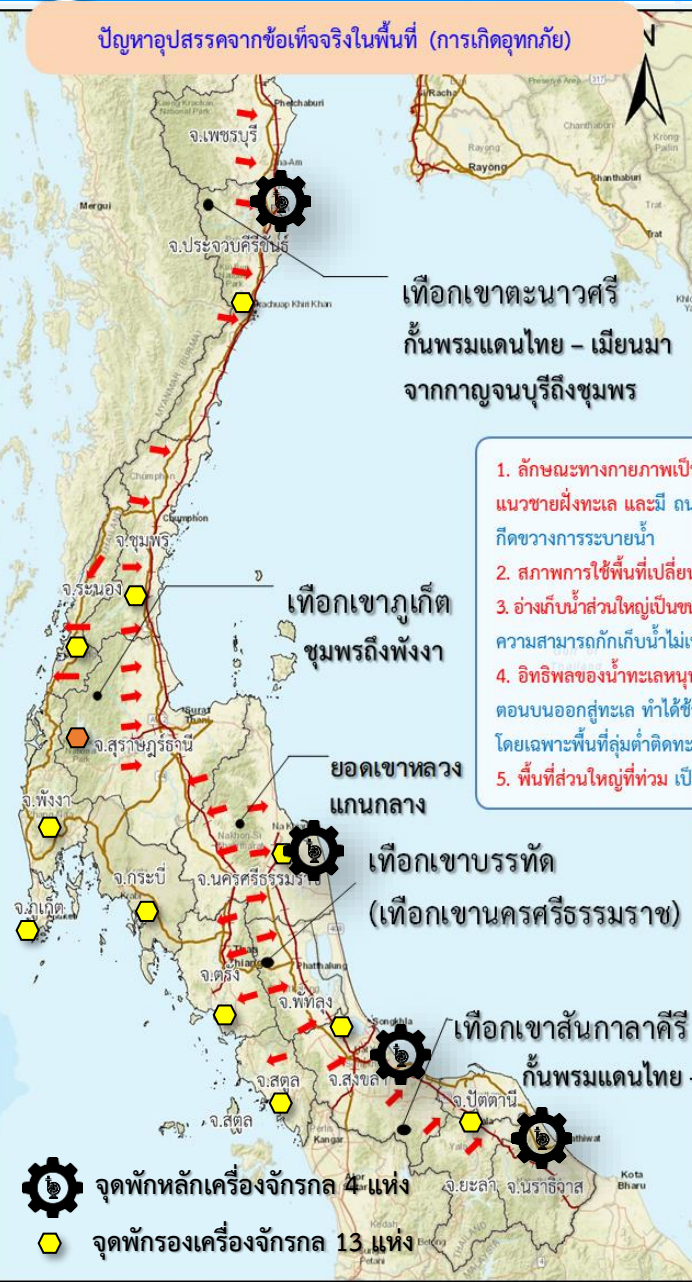 ปัญหาอุปสรรคจากข้อเท็จจริงในพื้นที่ (การเกิดอุทกภัย)
N
Phetchaburi
Si Racha
Rayong
Rayong
Chanthaburi
Chanthaburi
Krong
Pailin
Trat
Trat
Mergui
จ.เพชรบุรี
จ.ประจวบคีรีขันธ์
Prachuap Khiri Khan
เทือกเขาตะนาวศรี
กั้นพรมแดนไทย – เมียนมา
จากกาญจนบุรีถึงชุมพร
1. ลักษณะทางกายภาพเป็
แนวชายฝั่งทะเล และมี ถน
กีดขวางการระบายน้ำ
2. สภาพการใช้พื้นที่เปลี่ยน
3. อ่างเก็บน้ำส่วนใหญ่เป็นขน
ความสามารถกักเก็บน้ำไม่เ
4. อิทธิพลของน้ำทะเลหนุน
ตอนบนออกสู่ทะเล ทำได้ช้
โดยเฉพาะพื้นที่ลุ่มต่ำติดทะ
5. พื้นที่ส่วนใหญ่ที่ท่วม เป็
Chumphon
Chumphon
จ.ชุมพร
จ.ระนอง
เทือกเขาภูเก็ต
ชุมพรถึงพังงา
Surat
Thani
จ.สุราษฎร์ธานี
ยอดเขาหลวง
แกนกลาง
จ.พังงา
Nakhon Si
จ.กระบี่
Krabi
จ.นครศรีธรรมราช
เทือกเขาบรรทัด
(เทือกเขานครศรีธรรมราช)
จ.ภูเก็ต
จ.ตรัง
Phatthalung
จ.พัทลุง
Songkhla
เทือกเขาสันกาลาคีรี
กั้นพรมแดนไทย -
จ.สงขลา
จ.สตูล
จ.สตูล
จ.ปัตตานี
Perlis
Kangar
จ.ยะลา
จ.นราธิวาส
Kota
Bharu
จุดพักหลักเครื่องจักรกล 4 แห่ง
จุดพักรองเครื่องจักรกล 13 แห่ง